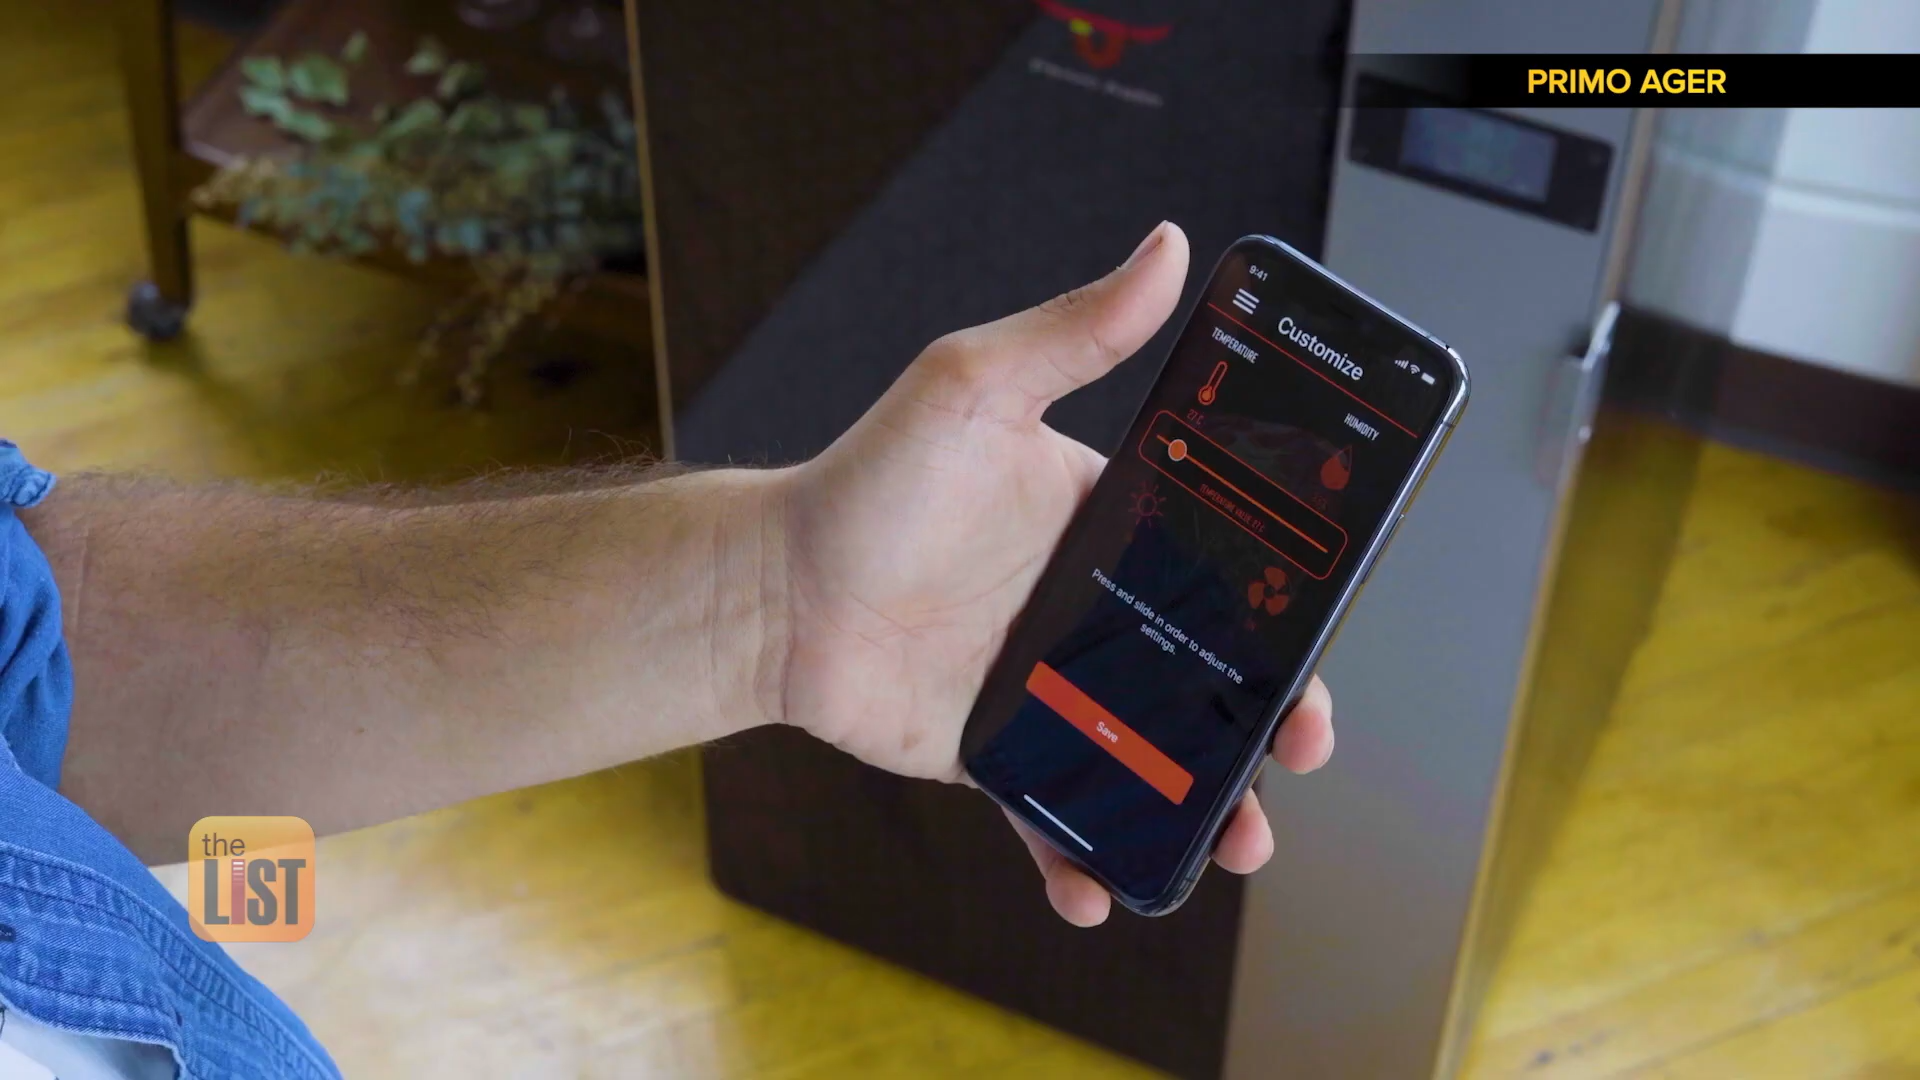 PRIMO AGER
9:41
Customize
TEMPERATURE
HUMIDITY
22°C
Press and slide in order to adjust the
settings.
Save
the
LiST